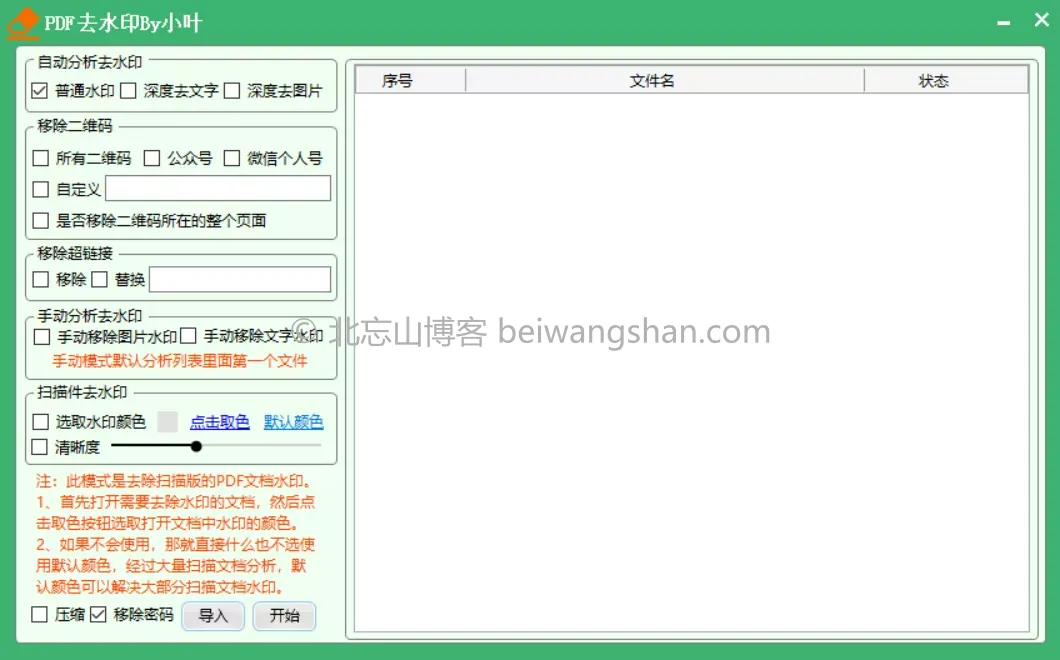 PDF去水印By小叶
自动分析去水印
普通水印 深度去文字 深度去图片
移除二维码
所有二维码 公众号 微信个人号
自定义
是否移除二维码所在的整个页面
移除超链接
移除 替换
手动分析去水印
手动移除图片水印 手动移除文字水印
手动模式默认分析列表里面第一个文件
扫描件去水印
选取水印颜色 点击取色 默认颜色
清晰度
注：此模式是去除扫描版的PDF文档水印。
1、首先打开需要去除水印的文档，然后点
击取色按钮选取打开文档中水印的颜色。
2、如果不会使用，那就直接什么也不选使
用默认颜色，经过大量扫描文档分析，默
认颜色可以解决大部分扫描文档水印。
压缩 移除密码 导入 开始
序号 文件名 状态
© 北忘山博客 beiwangshan.com